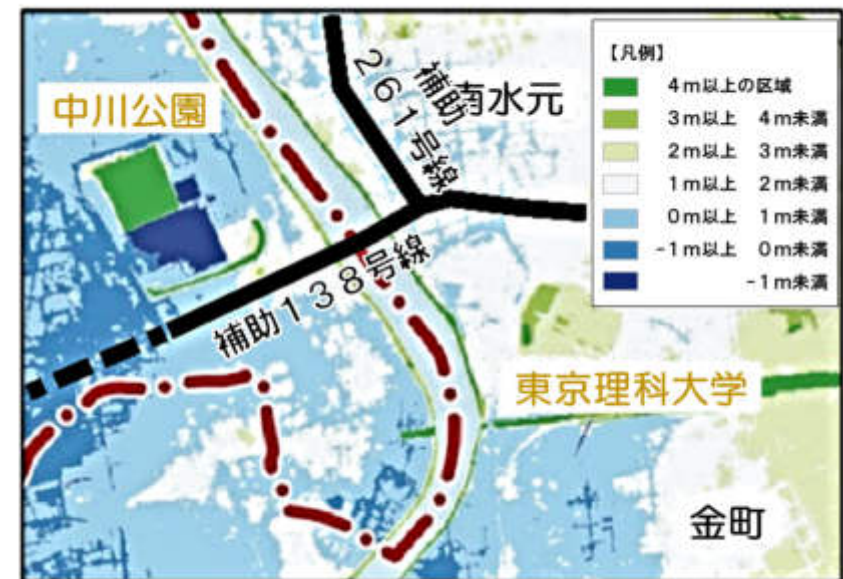 中川公園
補助
261号線
南水元
補助138号線
東京理科大学
金町
【凡例】
4m以上の区域
3m以上 4m未満
2m以上 3m未満
1m以上 2m未満
0m以上 1m未満
-1m以上 0m未満
-1m未満